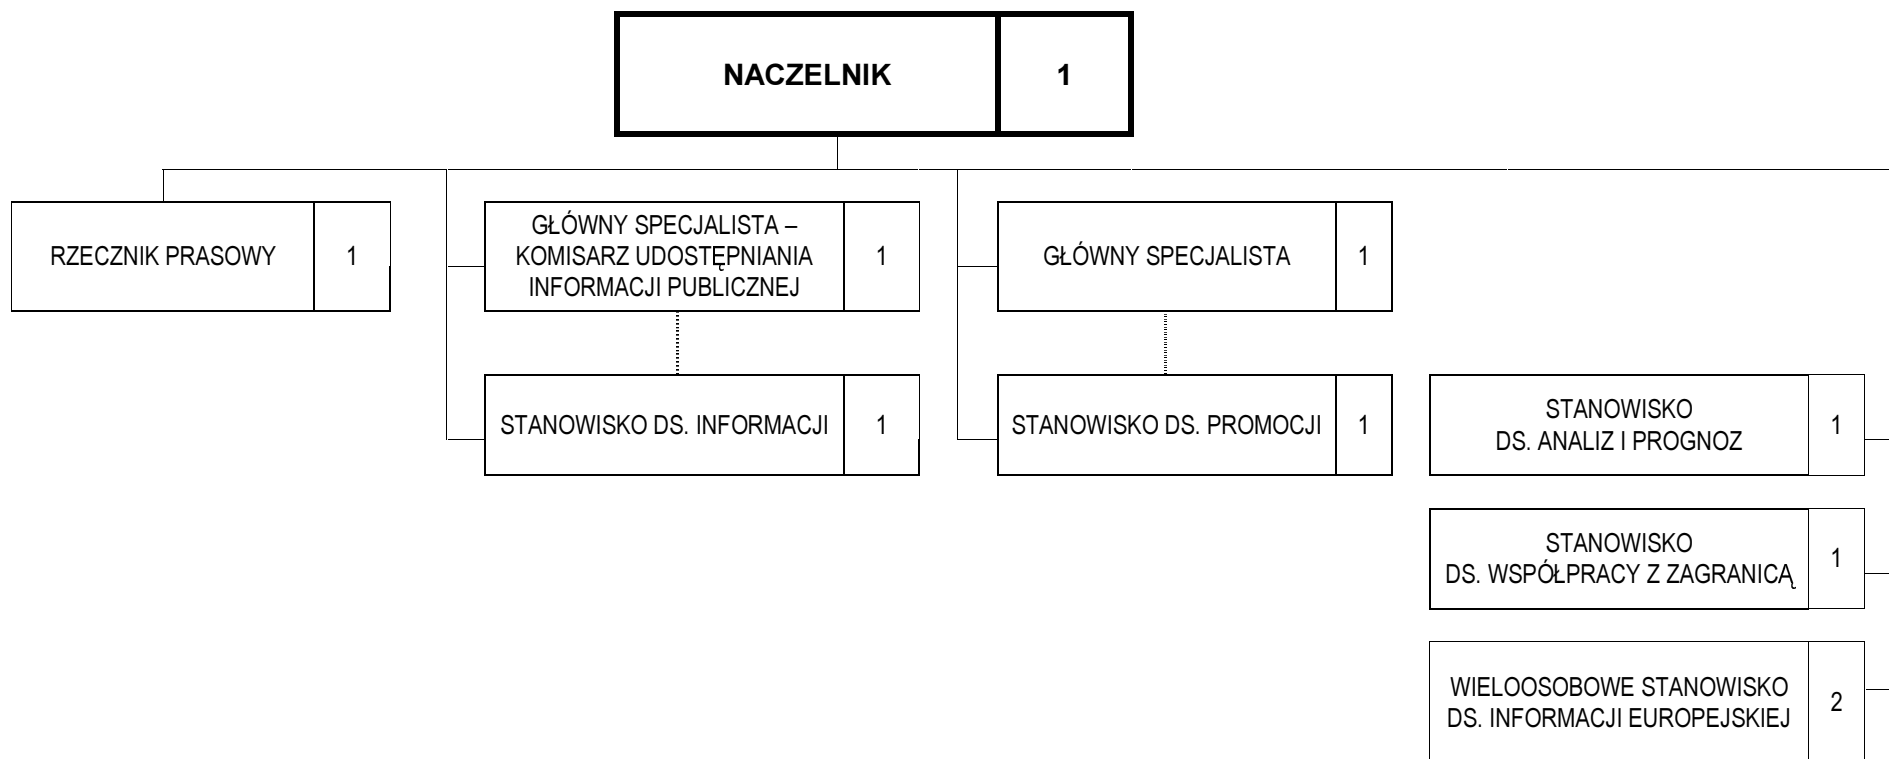 NACZELNIK 1
RZECZNIK PRASOWY 1
GŁÓWNY SPECJALISTA –
KOMISARZ UDOSTĘPNIANIA
INFORMACJI PUBLICZNEJ
1
GŁÓWNY SPECJALISTA 1
STANOWISKO DS. INFORMACJI 1
STANOWISKO DS. PROMOCJI 1
STANOWISKO
DS. ANALIZ I PROGNOZ
1
STANOWISKO
DS. WSPÓŁPRACY Z ZAGRANICĄ
1
WIELOOSOBOWE STANOWISKO
DS. INFORMACJI EUROPEJSKIEJ
2